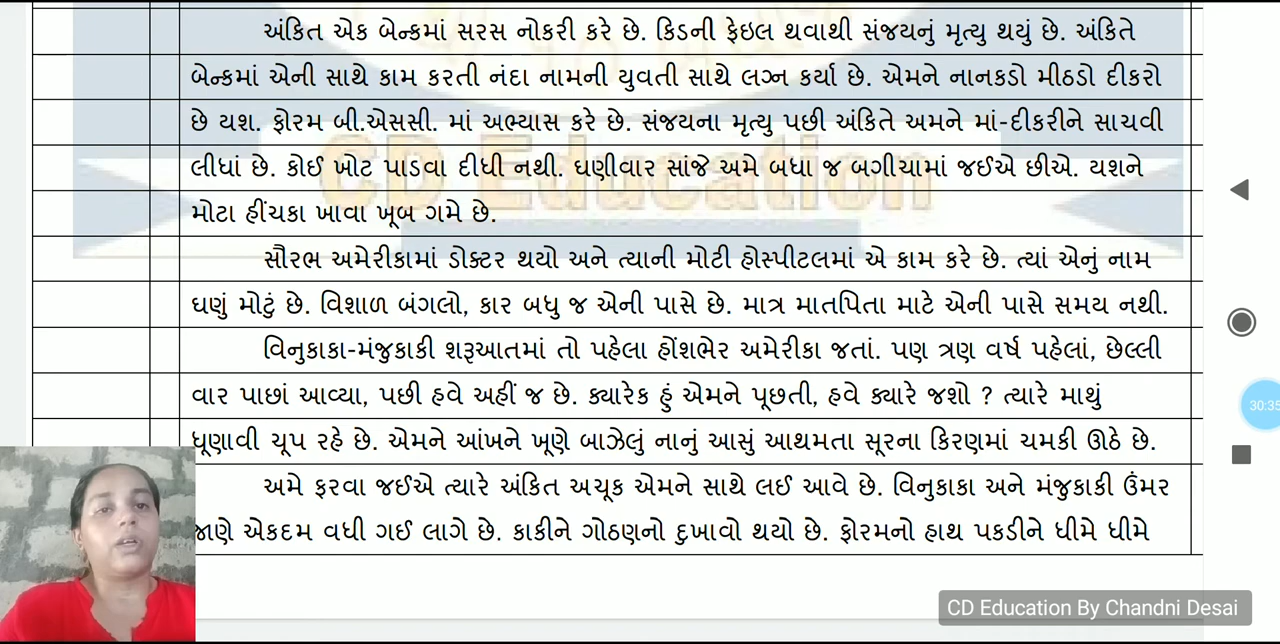 અંકિત એક બેન્કમાં સરસ નોકરી કરે છે. કિડની ફેઇલ થવાથી સંજયનું મૃત્યુ થયું છે. અંકિતે
બેન્કમાં એની સાથે કામ કરતી નંદા નામની યુવતી સાથે લગ્ન કર્યાં છે. એમને નાનકડો મીઠડો દીકરો
છે યશ. ફોરમ બી.એસસી. માં અભ્યાસ કરે છે. સંજયના મૃત્યુ પછી અંકિતે અમને માં-દીકરીને સાચવી
લીધાં છે. કોઈ ખોટ પાડવા દીધી નથી. ઘણીવાર સાંજે અમે બધા જ બગીચામાં જઈએ છીએ. યશને
મોટા હીંચકા ખાવા ખૂબ ગમે છે.
CD Education
સૌરભ અમેરીકામાં ડોક્ટર થયો અને ત્યાની મોટી હોસ્પીટલમાં એ કામ કરે છે. ત્યાં એનું નામ
ઘણું મોટું છે. વિશાળ બંગલો, કાર બધુ જ એની પાસે છે. માત્ર માતપિતા માટે એની પાસે સમય નથી.
વિનુકાકા-મંજુકાકી શરૂઆતમાં તો પહેલા હોંશભેર અમેરીકા જતાં. પણ ત્રણ વર્ષ પહેલાં, છેલ્લી
વાર પાછાં આવ્યા, પછી હવે અહીં જ છે. ક્યારેક હું એમને પૂછતી, હવે ક્યારે જશો ? ત્યારે માથું
ધૂણાવી ચૂપ રહે છે. એમને આંખને ખૂણે બાઝેલું નાનું આસું આથમતા સૂરના કિરણમાં ચમકી ઊઠે છે.
અમે ફરવા જઈએ ત્યારે અંકિત અચૂક એમને સાથે લઈ આવે છે. વિનુકાકા અને મંજુકાકી ઉંમર
જાણે એકદમ વધી ગઈ લાગે છે. કાકીને ગોઠણનો દુખાવો થયો છે. ફોરમનો હાથ પકડીને ધીમે ધીમે
30:35
CD Education By Chandni Desai